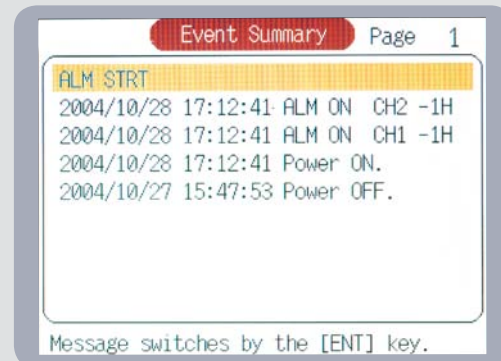 Event Summary Page 1
ALM STRT
2004/10/28 17:12:41 ALM ON CH2 -1H
2004/10/28 17:12:41 ALM ON CH1 -1H
2004/10/28 17:12:41 Power ON.
2004/10/27 15:47:53 Power OFF.
Message switches by the [ENT] key.